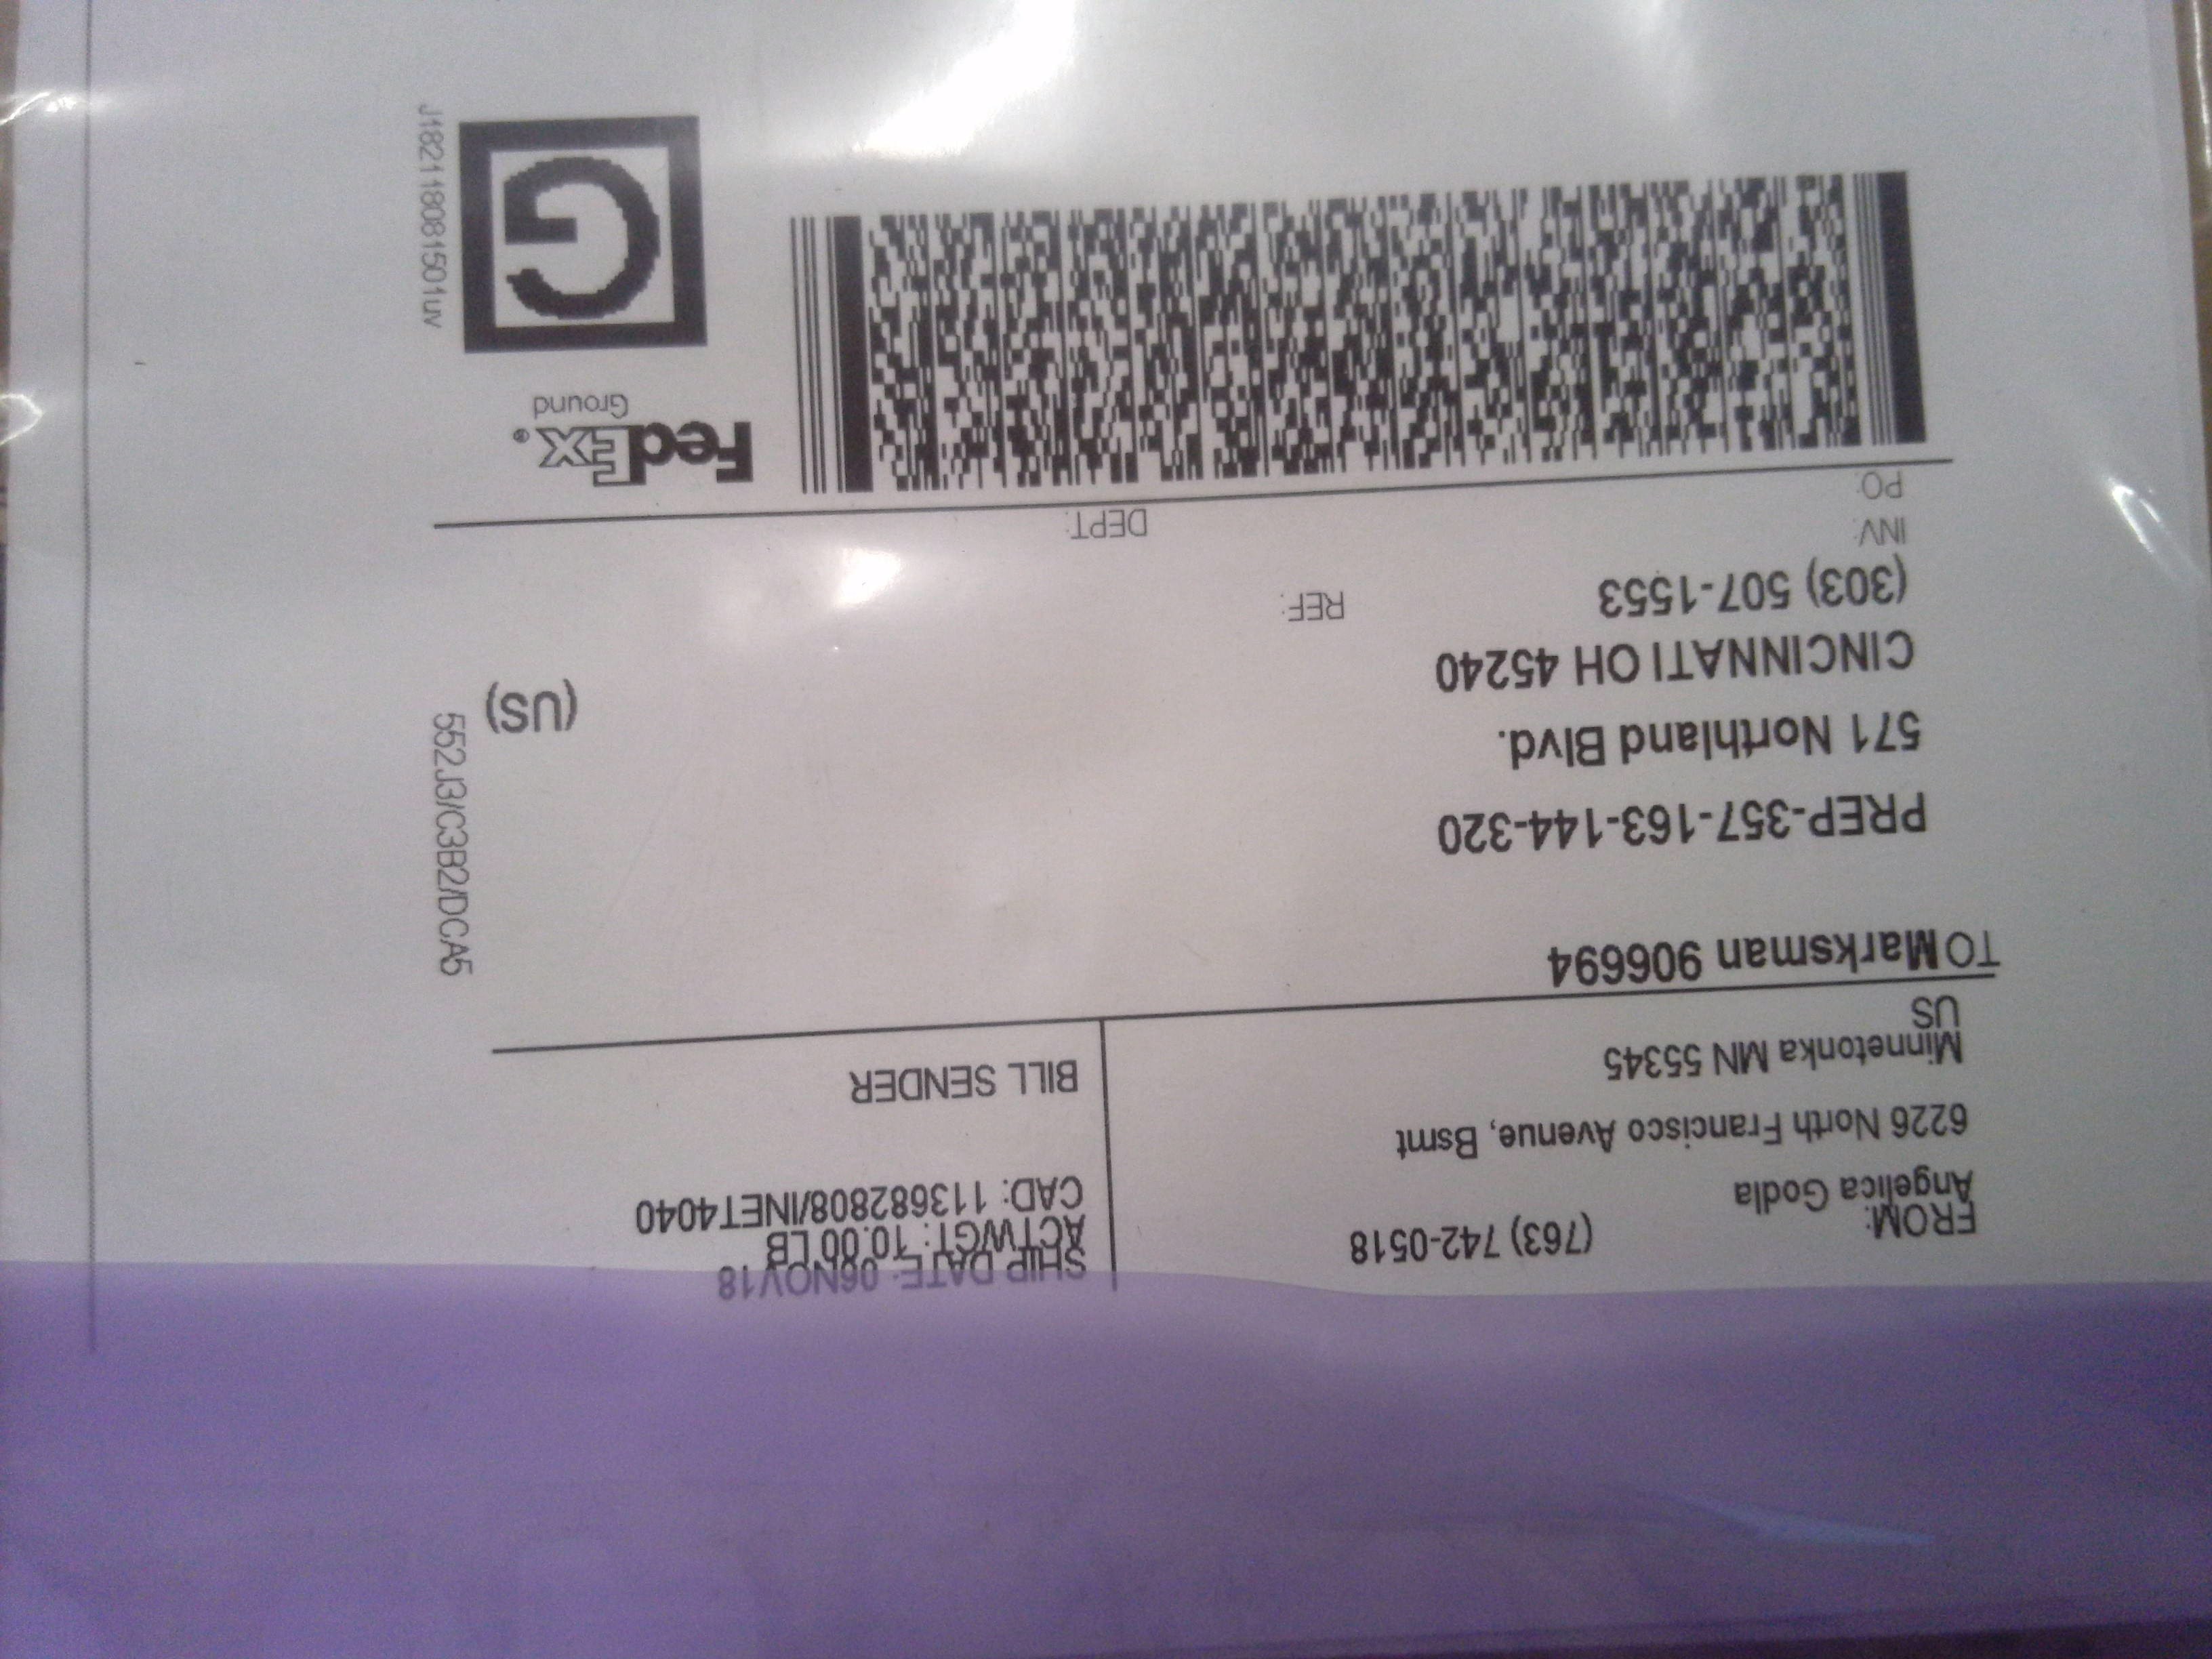 FROM: (763) 742-0518
Angelica Godla
6226 North Francisco Avenue, Bsmt
Minnetonka MN 55345
US
SHIP DATE: 06NOV18
ACTWGT: 10.00 LB
CAD: 113682808/INET4040
BILL SENDER
TO Marksman 906694
PREP-357-163-144-320
571 Northland Blvd.
CINCINNATI OH 45240
(303) 507-1553
REF:
INV:
PO:
DEPT:
(US)
552J3/C3B2/DCA5
FedEx®
Ground
G
J182118081501uv